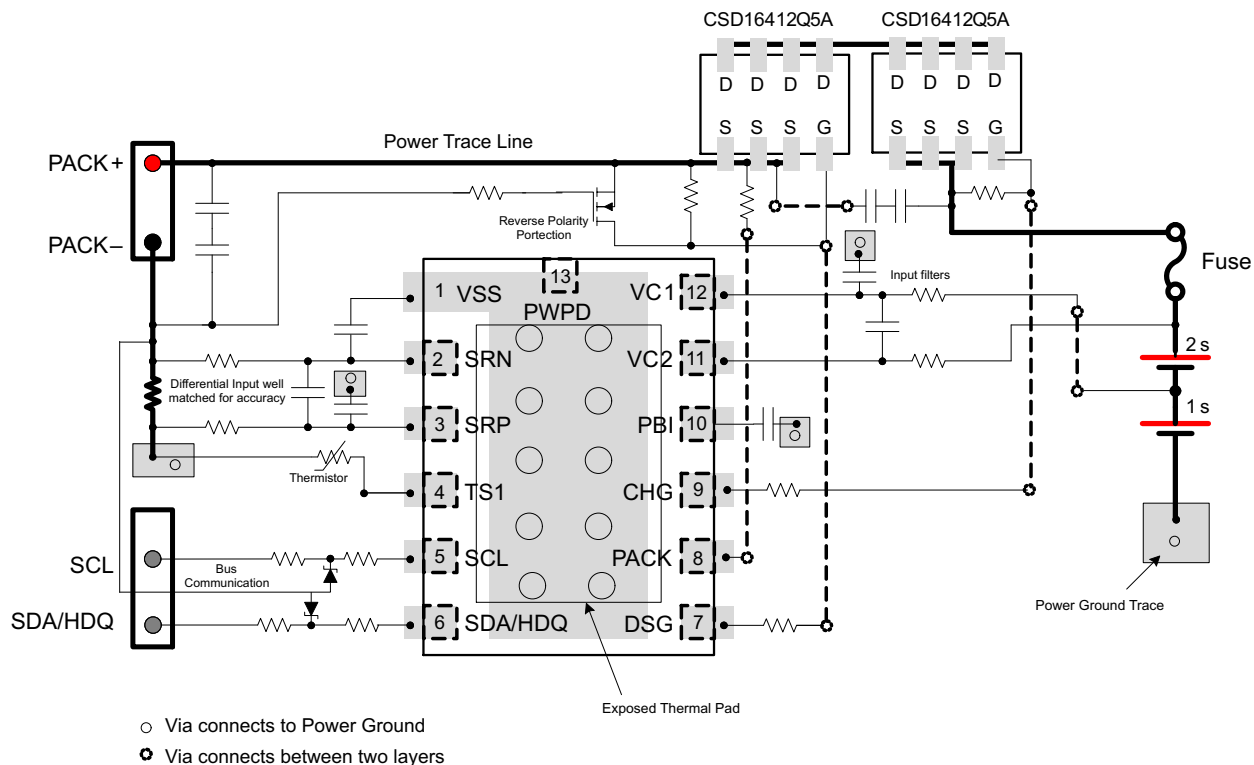 CSD16412Q5A
CSD16412Q5A
D D D D
D D D D
S S S G
S S S G
Power Trace Line
PACK+
PACK–
Reverse Polarity
Portection
Fuse
Input filters
1 VSS
13
PWPD
VC1 12
2 SRN
VC2 11
2 s
Differential Input well
matched for accuracy
3 SRP
PBI 10
1 s
Thermistor
4 TS1
CHG 9
SCL
Bus
Communication
5 SCL
PACK 8
SDA/HDQ
6 SDA/HDQ
DSG 7
Power Ground Trace
Exposed Thermal Pad
Via connects to Power Ground
Via connects between two layers